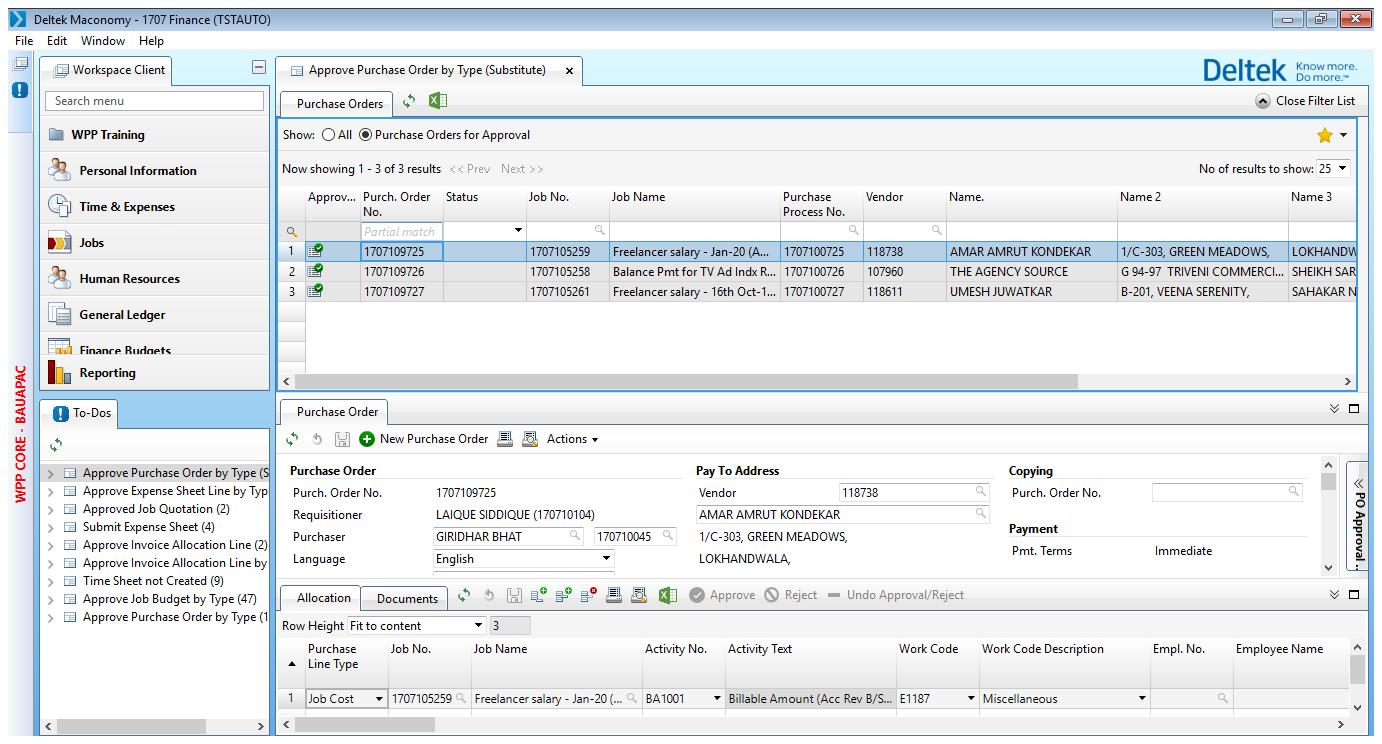 Deltek Maconomy - 1707 Finance (TSTAUTO)
File Edit Window Help
Workspace Client
Approve Purchase Order by Type (Substitute)
Deltek Know more. Do more.™
Search menu
Purchase Orders
Close Filter List
WPP Training
Personal Information
Time & Expenses
Jobs
Human Resources
General Ledger
Finance Budgets
Reporting
WPP CORE - BAUAPAC
Show: All Purchase Orders for Approval
Now showing 1 - 3 of 3 results << Prev Next >>
No of results to show: 25
Approv... Purch. Order No. Status Job No. Job Name Purchase Process No. Vendor Name. Name 2 Name 3
Partial match
1 1707109725 1707105259 Freelancer salary - Jan-20 (A... 1707100725 118738 AMAR AMRUT KONDEKAR 1/C-303, GREEN MEADOWS, LOKHANDW
2 1707109726 1707105258 Balance Pmt for TV Ad Indx R... 1707100726 107960 THE AGENCY SOURCE G 94-97 TRIVENI COMMERCI... SHEIKH SAR
3 1707109727 1707105261 Freelancer salary - 16th Oct-1... 1707100727 118611 UMESH JUWATKAR B-201, VEENA SERENITY, SAHAKAR N
To-Dos
Approve Purchase Order by Type (S
Approve Expense Sheet Line by Typ
Approved Job Quotation (2)
Submit Expense Sheet (4)
Approve Invoice Allocation Line (2)
Approve Invoice Allocation Line by
Time Sheet not Created (9)
Approve Job Budget by Type (47)
Approve Purchase Order by Type (1
Purchase Order
New Purchase Order Actions
Purchase Order
Purch. Order No. 1707109725
Requisitioner LAIQUE SIDDIQUE (170710104)
Purchaser GIRIDHAR BHAT 170710045
Language English
Pay To Address
Vendor 118738
AMAR AMRUT KONDEKAR
1/C-303, GREEN MEADOWS,
LOKHANDWALA,
Copying
Purch. Order No.
Payment
Pmt. Terms Immediate
PO Approval ..
Allocation Documents Approve Reject Undo Approval/Reject
Row Height Fit to content 3
Purchase Line Type Job No. Job Name Activity No. Activity Text Work Code Work Code Description Empl. No. Employee Name
1 Job Cost 1707105259 Freelancer salary - Jan-20 (... BA1001 Billable Amount (Acc Rev B/S... E1187 Miscellaneous